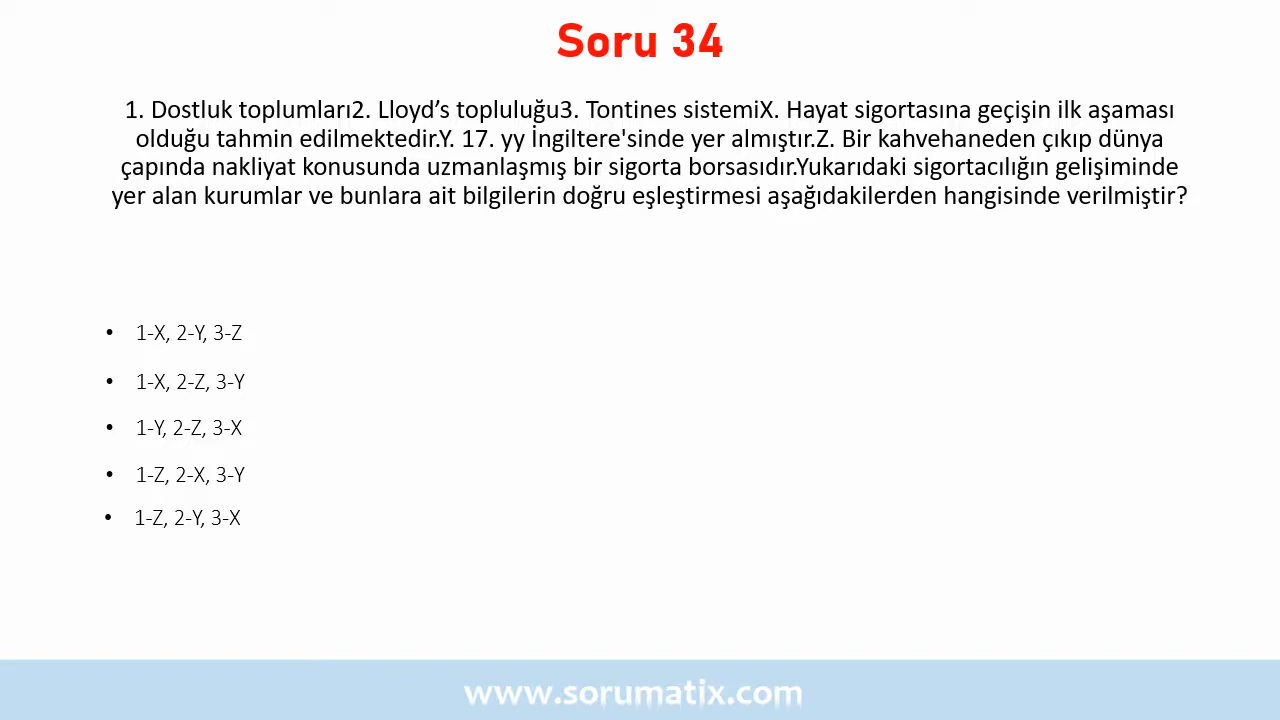 Soru 34
1. Dostluk toplumları2. Lloyd’s topluluğu3. Tontines sistemiX. Hayat sigortasına geçişin ilk aşaması
olduğu tahmin edilmektedir.Y. 17. yy İngiltere'sinde yer almıştır.Z. Bir kahvehaneden çıkıp dünya
çapında nakliyat konusunda uzmanlaşmış bir sigorta borsasıdır.Yukarıdaki sigortacılığın gelişiminde
yer alan kurumlar ve bunlara ait bilgilerin doğru eşleştirmesi aşağıdakilerden hangisinde verilmiştir?
• 1-X, 2-Y, 3-Z
• 1-X, 2-Z, 3-Y
• 1-Y, 2-Z, 3-X
• 1-Z, 2-X, 3-Y
• 1-Z, 2-Y, 3-X
www.sorumatix.com